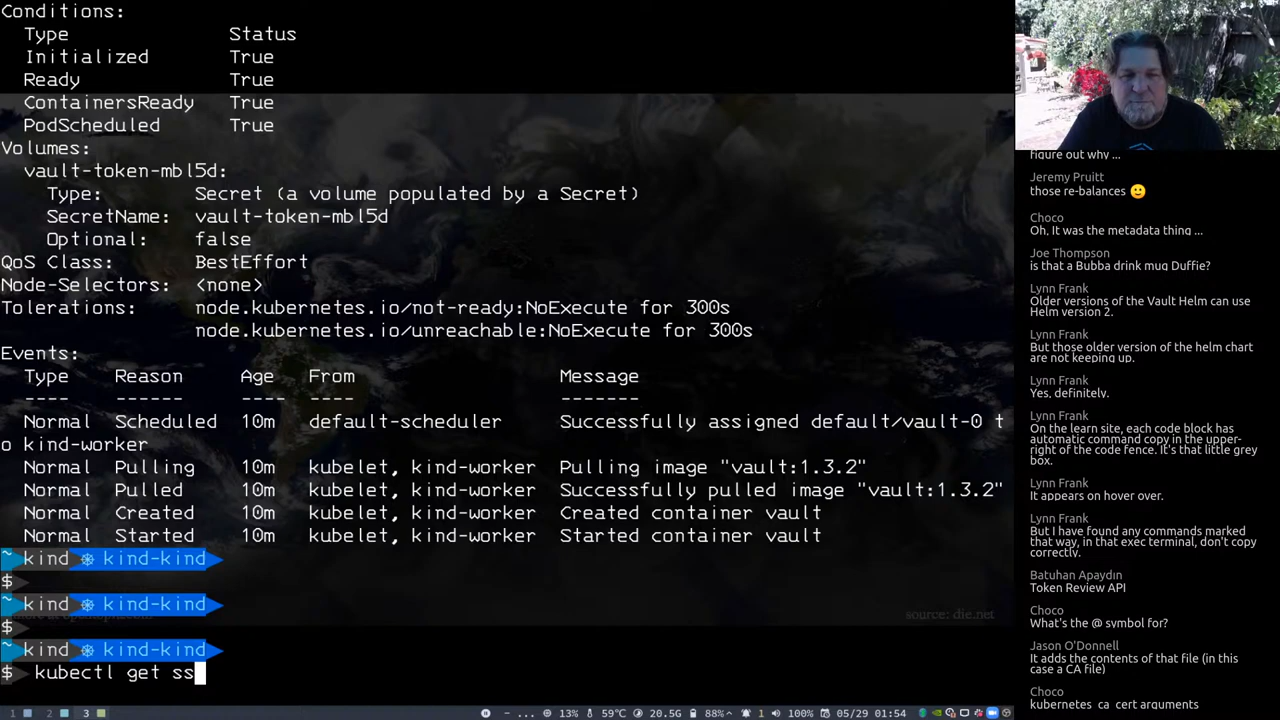 Conditions:
Type Status
Initialized True
Ready True
ContainersReady True
PodScheduled True
Volumes:
vault-token-mbl5d:
Type: Secret (a volume populated by a Secret)
SecretName: vault-token-mbl5d
Optional: false
QoS Class: BestEffort
Node-Selectors: <none>
Tolerations: node.kubernetes.io/not-ready:NoExecute for 300s
node.kubernetes.io/unreachable:NoExecute for 300s
Events:
Type Reason Age From Message
---- ------ ---- ---- -------
Normal Scheduled 10m default-scheduler Successfully assigned default/vault-0 t
o kind-worker
Normal Pulling 10m kubelet, kind-worker Pulling image "vault:1.3.2"
Normal Pulled 10m kubelet, kind-worker Successfully pulled image "vault:1.3.2"
Normal Created 10m kubelet, kind-worker Created container vault
Normal Started 10m kubelet, kind-worker Started container vault
~ kind ⎈ kind-kind
$
~ kind ⎈ kind-kind
$
source: die.net
~ kind ⎈ kind-kind
$ kubectl get ss
1 2 3 - ... 13% 59°C 20.5G 88% 1 100% 05/29 01:54
figure out why ...
Jeremy Pruitt
those re-balances 🙂
Choco
Oh, It was the metadata thing ...
Joe Thompson
is that a Bubba drink mug Duffie?
Lynn Frank
Older versions of the Vault Helm can use
Helm version 2.
Lynn Frank
But those older version of the helm chart
are not keeping up.
Lynn Frank
Yes, definitely.
Lynn Frank
On the learn site, each code block has
automatic command copy in the upper-
right of the code fence. It's that little grey
box.
Lynn Frank
It appears on hover over.
Lynn Frank
But I have found any commands marked
that way, in that exec terminal, don't copy
correctly.
Batuhan Apaydın
Token Review API
Choco
What's the @ symbol for?
Jason O'Donnell
It adds the contents of that file (in this
case a CA file)
Choco
kubernetes_ca_cert arguments